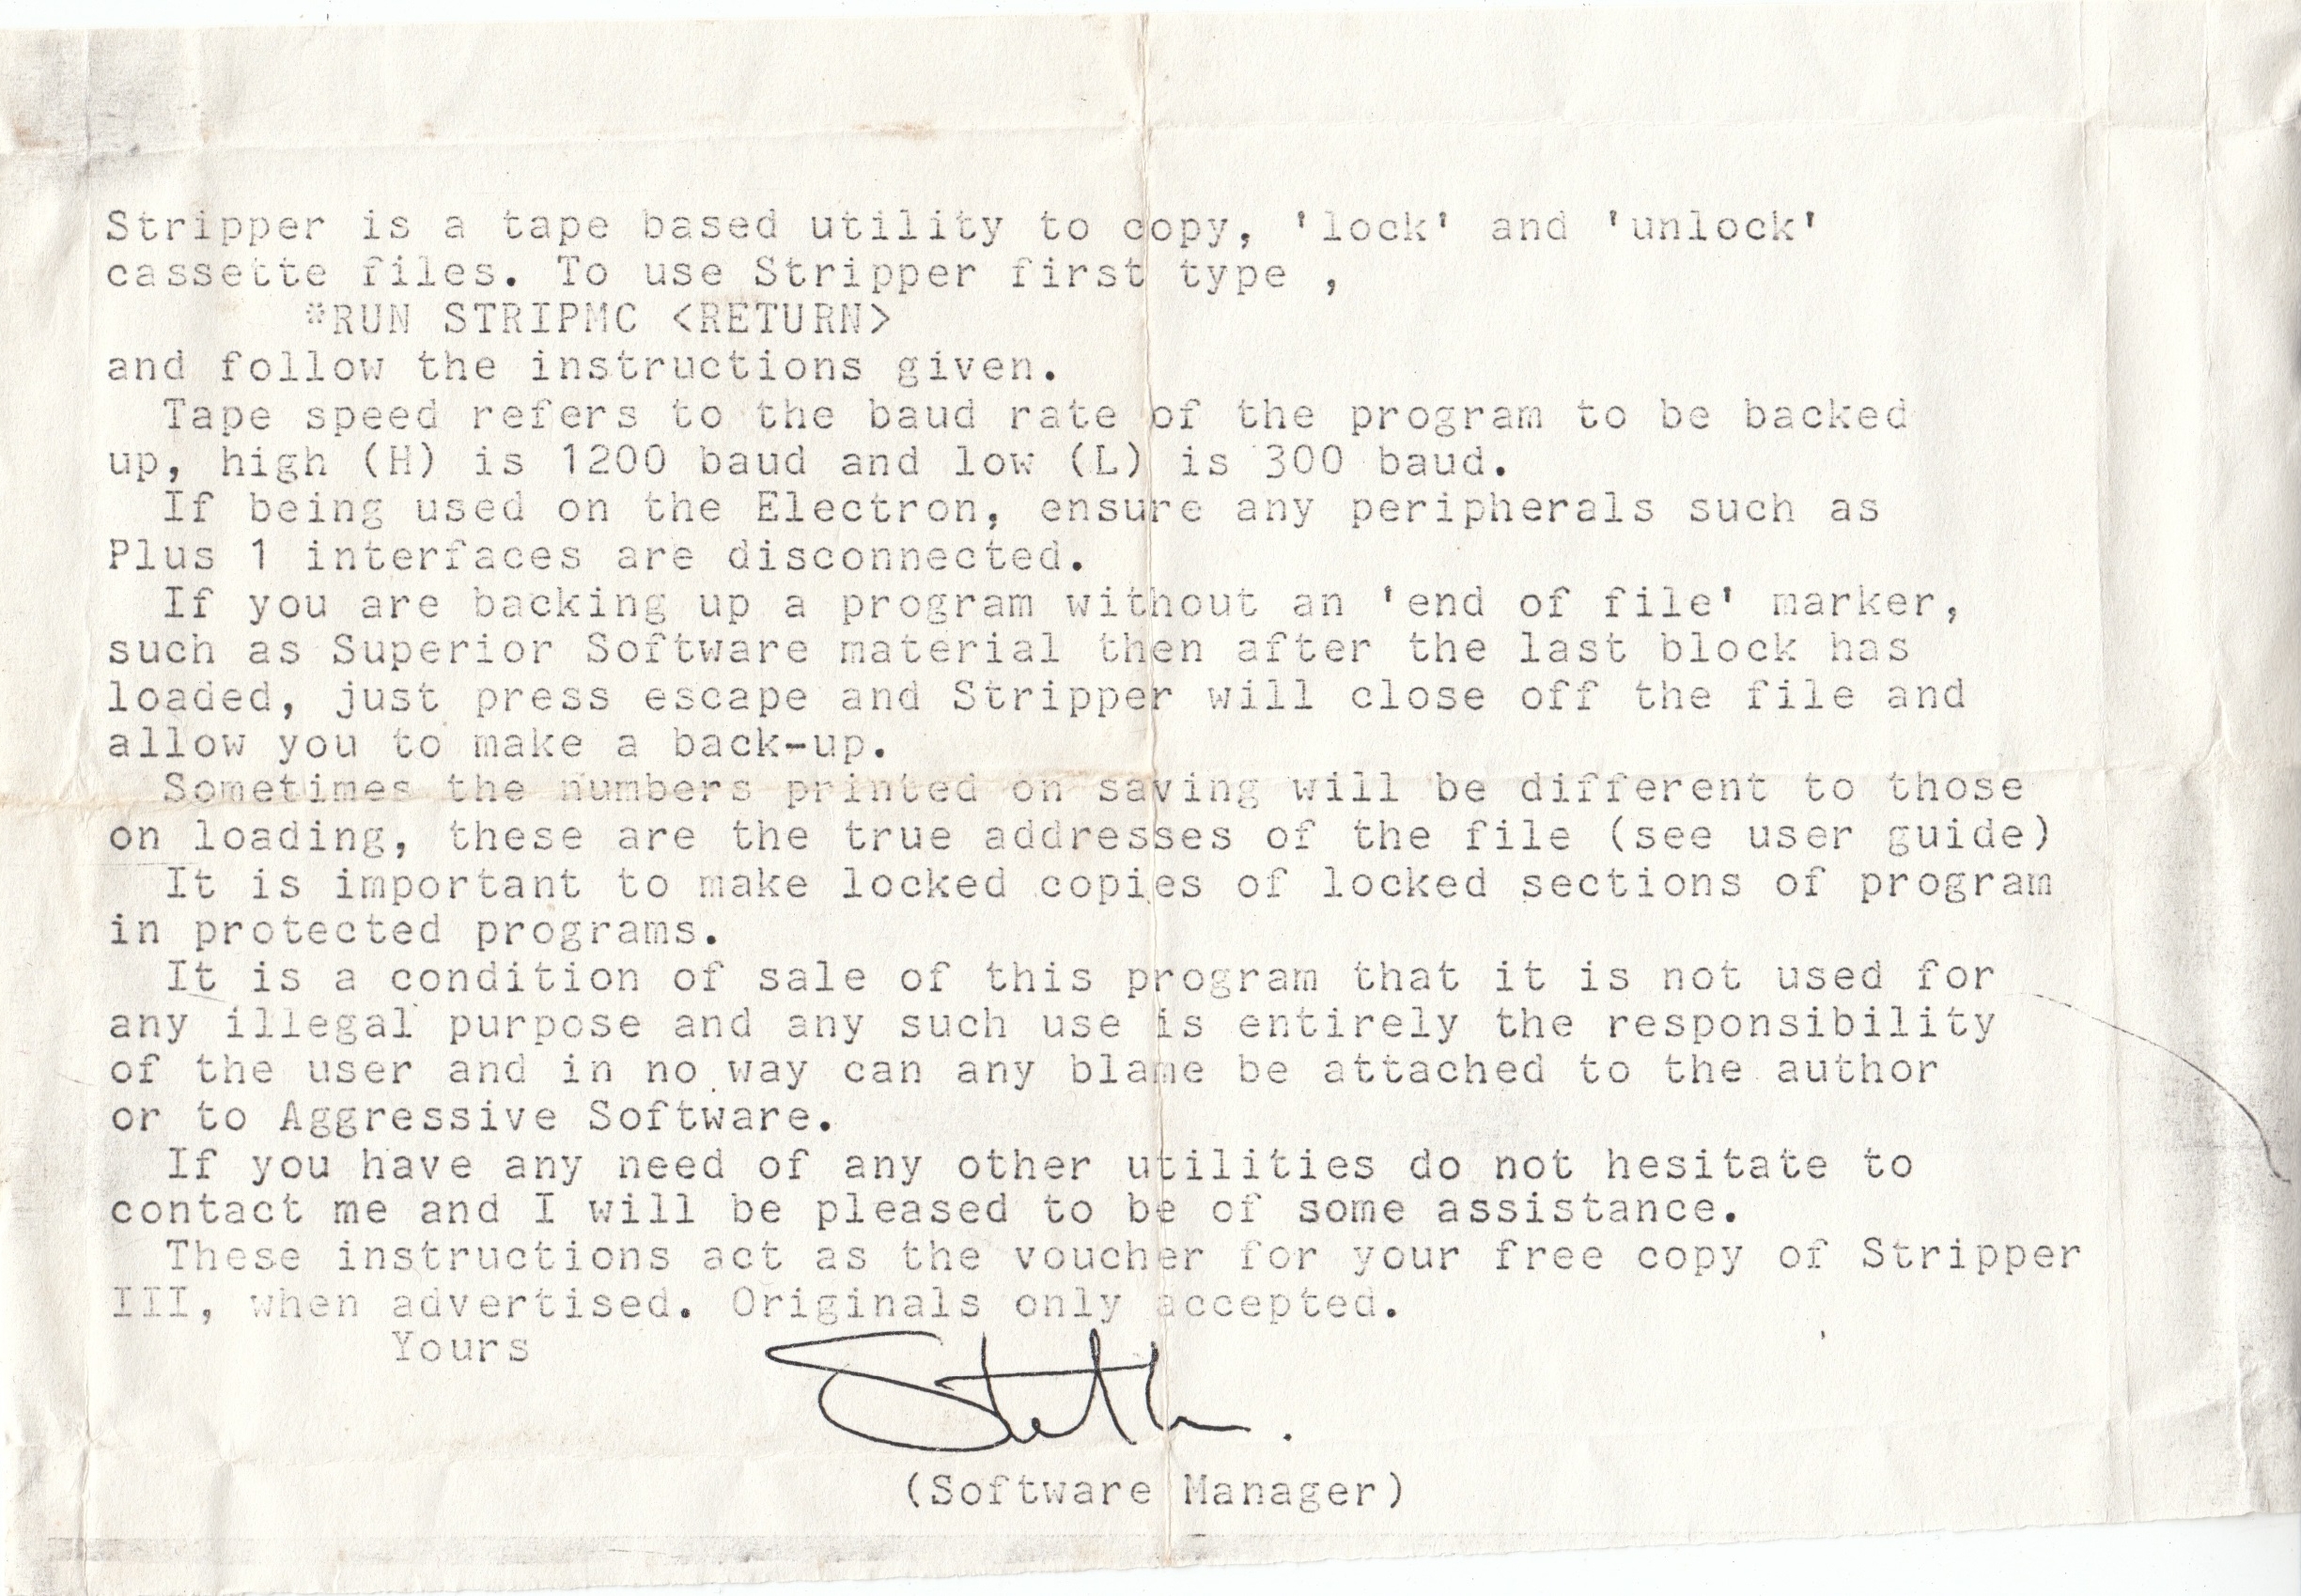 Stripper is a tape based utility to copy, 'lock' and 'unlock'
cassette files. To use Stripper first type ,
*RUN STRIPMC <RETURN>
and follow the instructions given.
Tape speed refers to the baud rate of the program to be backed
up, high (H) is 1200 baud and low (L) is 300 baud.
If being used on the Electron, ensure any peripherals such as
Plus 1 interfaces are disconnected.
If you are backing up a program without an 'end of file' marker,
such as Superior Software material then after the last block has
loaded, just press escape and Stripper will close off the file and
allow you to make a back-up.
Sometimes the numbers printed on saving will be different to those
on loading, these are the true addresses of the file (see user guide)
It is important to make locked copies of locked sections of program
in protected programs.
It is a condition of sale of this program that it is not used for
any illegal purpose and any such use is entirely the responsibility
of the user and in no way can any blame be attached to the author
or to Aggressive Software.
If you have any need of any other utilities do not hesitate to
contact me and I will be pleased to be of some assistance.
These instructions act as the voucher for your free copy of Stripper
III, when advertised. Originals only accepted.
Yours
(Software Manager)